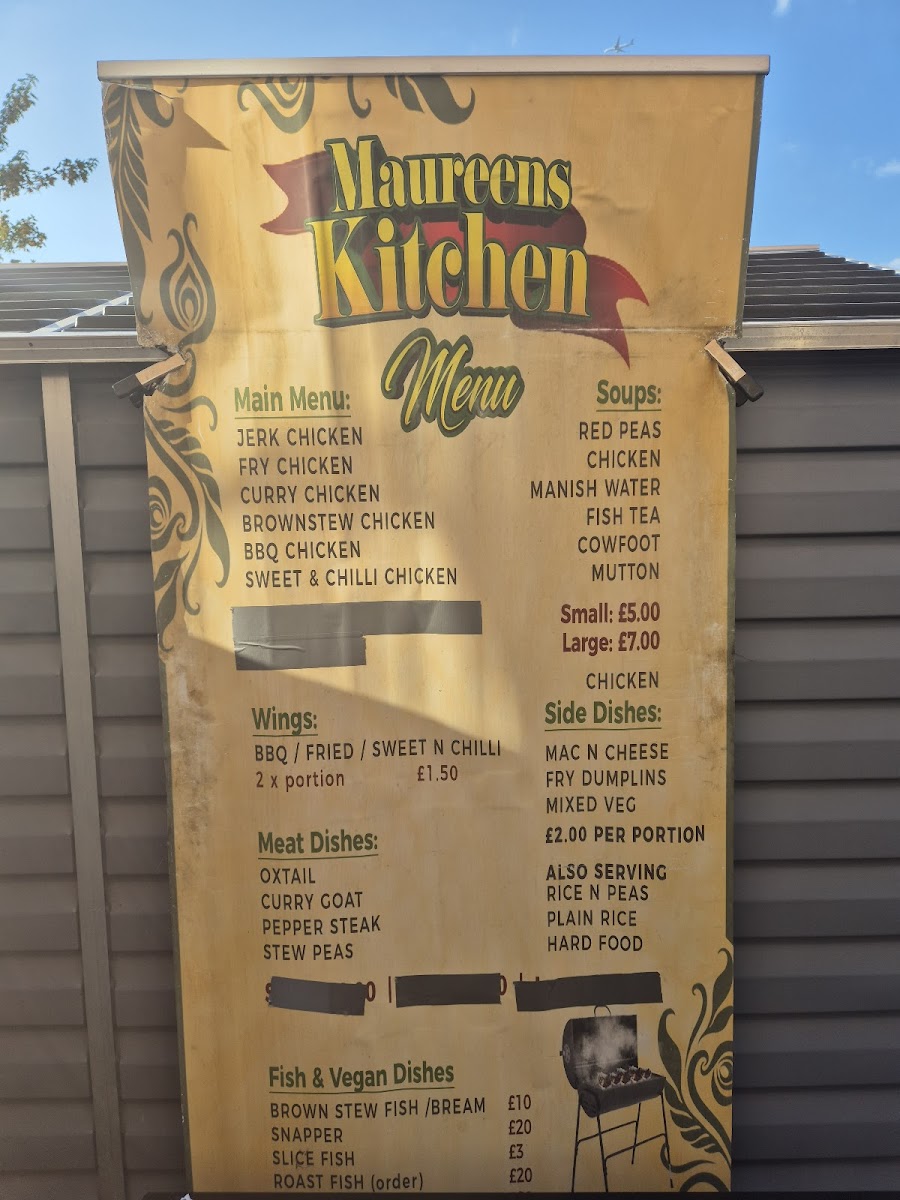 Maureens
Kitchen
Menu
Main Menu:
JERK CHICKEN
FRY CHICKEN
CURRY CHICKEN
BROWNSTEW CHICKEN
BBQ CHICKEN
SWEET & CHILLI CHICKEN
Wings:
BBQ / FRIED / SWEET N CHILLI
2 x portion £1.50
Meat Dishes:
OXTAIL
CURRY GOAT
PEPPER STEAK
STEW PEAS
Soups:
RED PEAS
CHICKEN
MANISH WATER
FISH TEA
COWFOOT
MUTTON
Small: £5.00
Large: £7.00
CHICKEN
Side Dishes:
MAC N CHEESE
FRY DUMPLINS
MIXED VEG
£2.00 PER PORTION
ALSO SERVING
RICE N PEAS
PLAIN RICE
HARD FOOD
Fish & Vegan Dishes
BROWN STEW FISH /BREAM £10
SNAPPER £20
SLICE FISH £3
ROAST FISH (order) £20